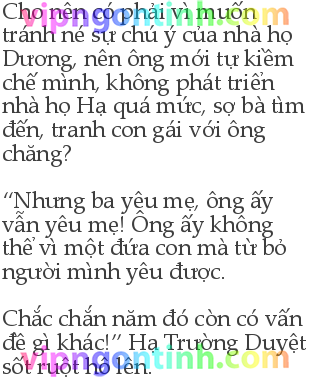 Cho nên có phải vì muốn
tránh né sự chú ý của nhà họ
Dương, nên ông mới tự kiềm
chế mình, không phát triển
nhà họ Hạ quá mức, sợ bà tìm
đến, tranh con gái với ông
chăng?
“Nhưng ba yêu mẹ, ông ấy
vẫn yêu mẹ! Ông ấy không
thể vì một đứa con mà từ bỏ
người mình yêu được.
Chắc chắn năm đó còn có vấn
đề gì khác!” Hạ Trường Duyệt
sốt ruột hô lên.
vipngontinh.com
vipngontinh.com
vipngontinh.com